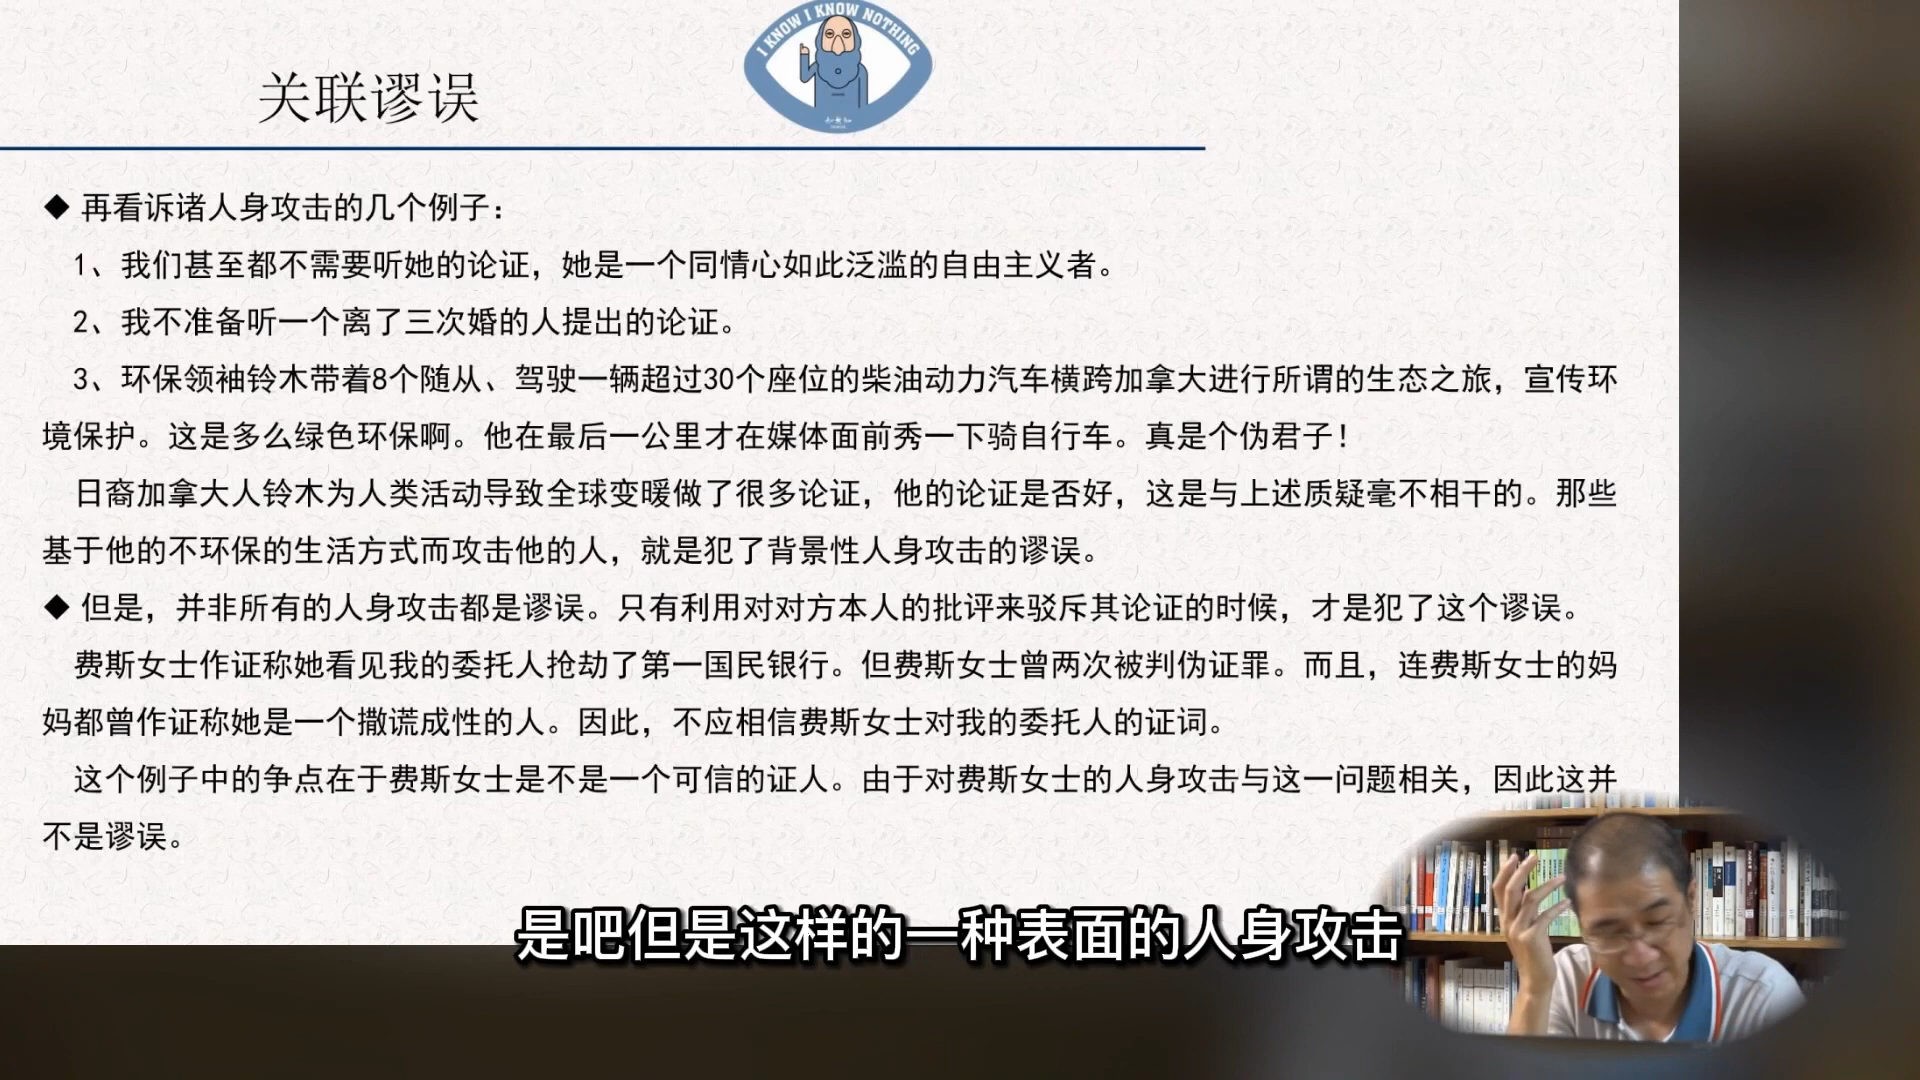 I KNOW I KNOW NOTHING
关联谬误
◆ 再看诉诸人身攻击的几个例子：
1、我们甚至都不需要听她的论证，她是一个同情心如此泛滥的自由主义者。
2、我不准备听一个离了三次婚的人提出的论证。
3、环保领袖铃木带着8个随从、驾驶一辆超过30个座位的柴油动力汽车横跨加拿大进行所谓的生态之旅，宣传环
境保护。这是多么绿色环保啊。他在最后一公里才在媒体面前秀一下骑自行车。真是个伪君子！
日裔加拿大人铃木为人类活动导致全球变暖做了很多论证，他的论证是否好，这是与上述质疑毫不相干的。那些
基于他的不环保的生活方式而攻击他的人，就是犯了背景性人身攻击的谬误。
◆ 但是，并非所有的人身攻击都是谬误。只有利用对对方本人的批评来驳斥其论证的时候，才是犯了这个谬误。
费斯女士作证称她看见我的委托人抢劫了第一国民银行。但费斯女士曾两次被判伪证罪。而且，连费斯女士的妈
妈都曾作证称她是一个撒谎成性的人。因此，不应相信费斯女士对我的委托人的证词。
这个例子中的争点在于费斯女士是不是一个可信的证人。由于对费斯女士的人身攻击与这一问题相关，因此这并
不是谬误。
是吧但是这样的一种表面的人身攻击